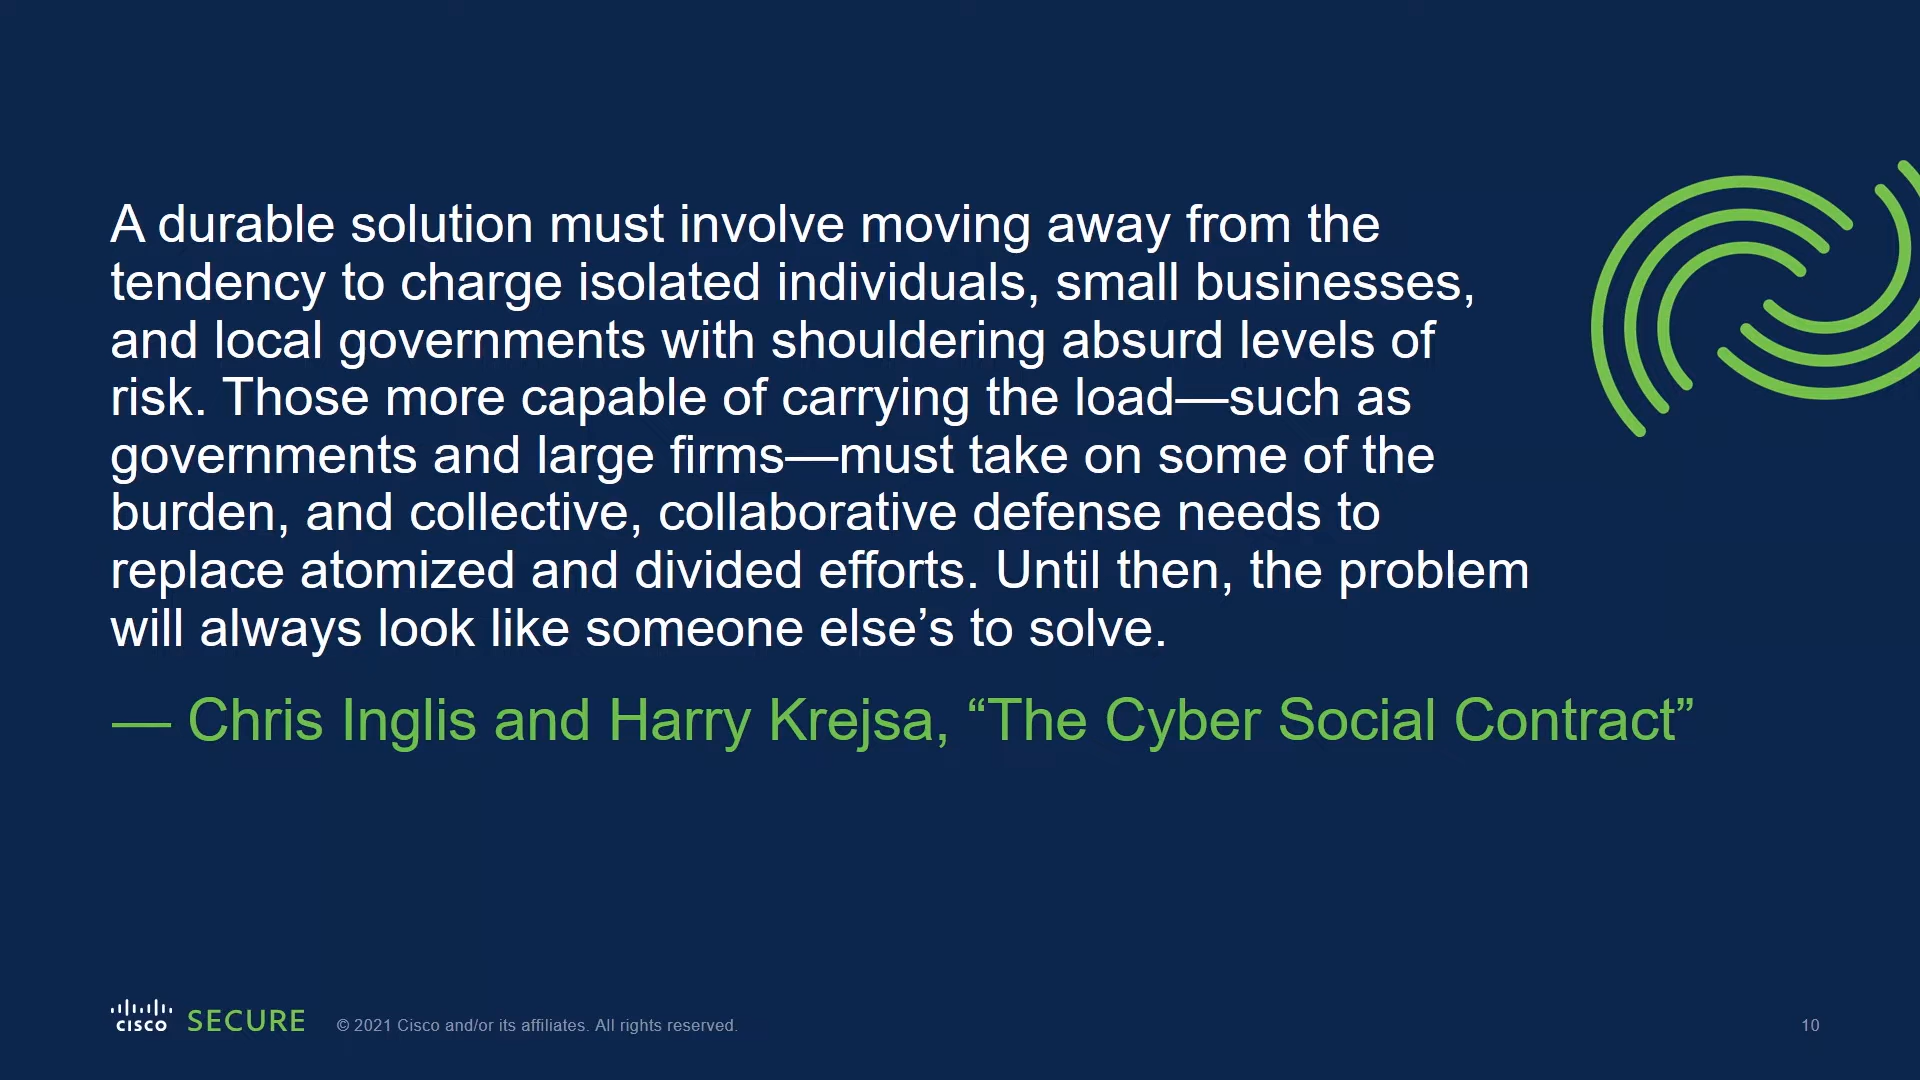 A durable solution must involve moving away from the
tendency to charge isolated individuals, small businesses,
and local governments with shouldering absurd levels of
risk. Those more capable of carrying the load—such as
governments and large firms—must take on some of the
burden, and collective, collaborative defense needs to
replace atomized and divided efforts. Until then, the problem
will always look like someone else’s to solve.
— Chris Inglis and Harry Krejsa, “The Cyber Social Contract”
CISCO SECURE © 2021 Cisco and/or its affiliates. All rights reserved. 10